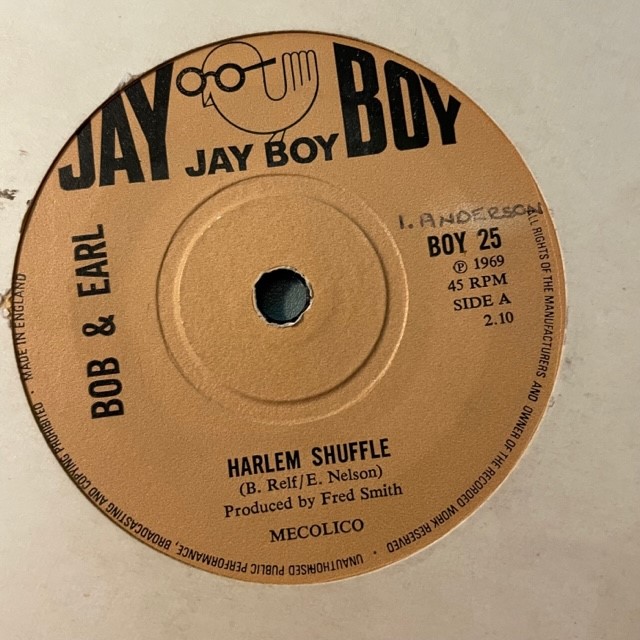 JAY BOY
JAY BOY
BOB & EARL
I. ANDERSON
BOY 25
℗ 1969
45 RPM
SIDE A
2.10
HARLEM SHUFFLE
(B. Relf/E. Nelson)
Produced by Fred Smith
MECOLICO
ALL RIGHTS OF THE MANUFACTURERS AND OWNER OF THE RECORDED WORK RESERVED · UNAUTHORISED PUBLIC PERFORMANCE, BROADCASTING AND COPYING PROHIBITED · MADE IN ENGLAND